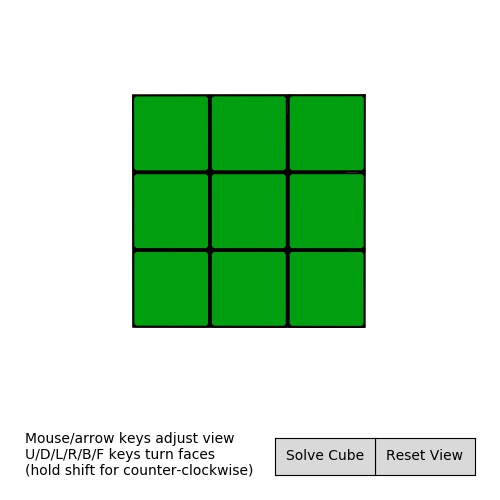 Mouse/arrow keys adjust view
U/D/L/R/B/F keys turn faces
(hold shift for counter-clockwise)
Solve Cube
Reset View